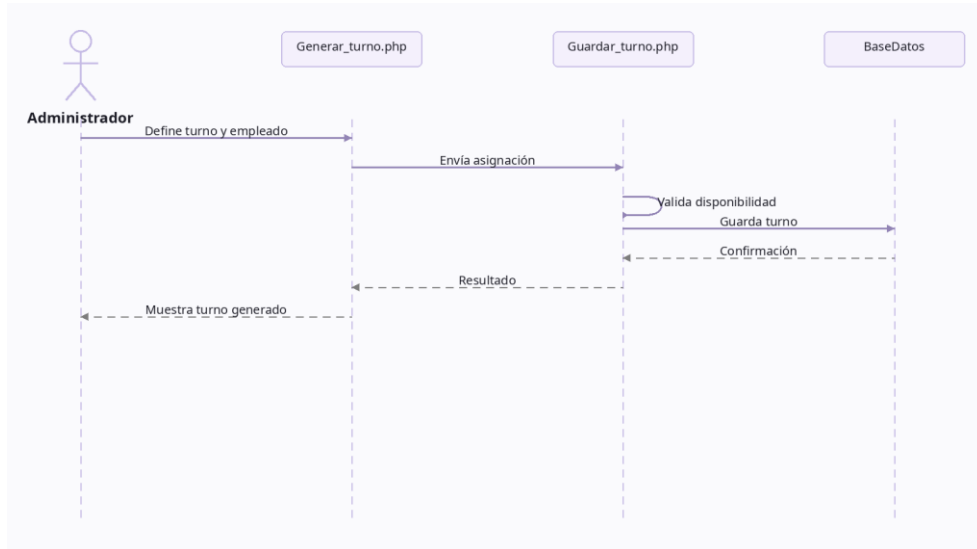 Generar_turno.php
Guardar_turno.php
BaseDatos
Administrador
Define turno y empleado
Envía asignación
Valida disponibilidad
Guarda turno
Confirmación
Resultado
Muestra turno generado